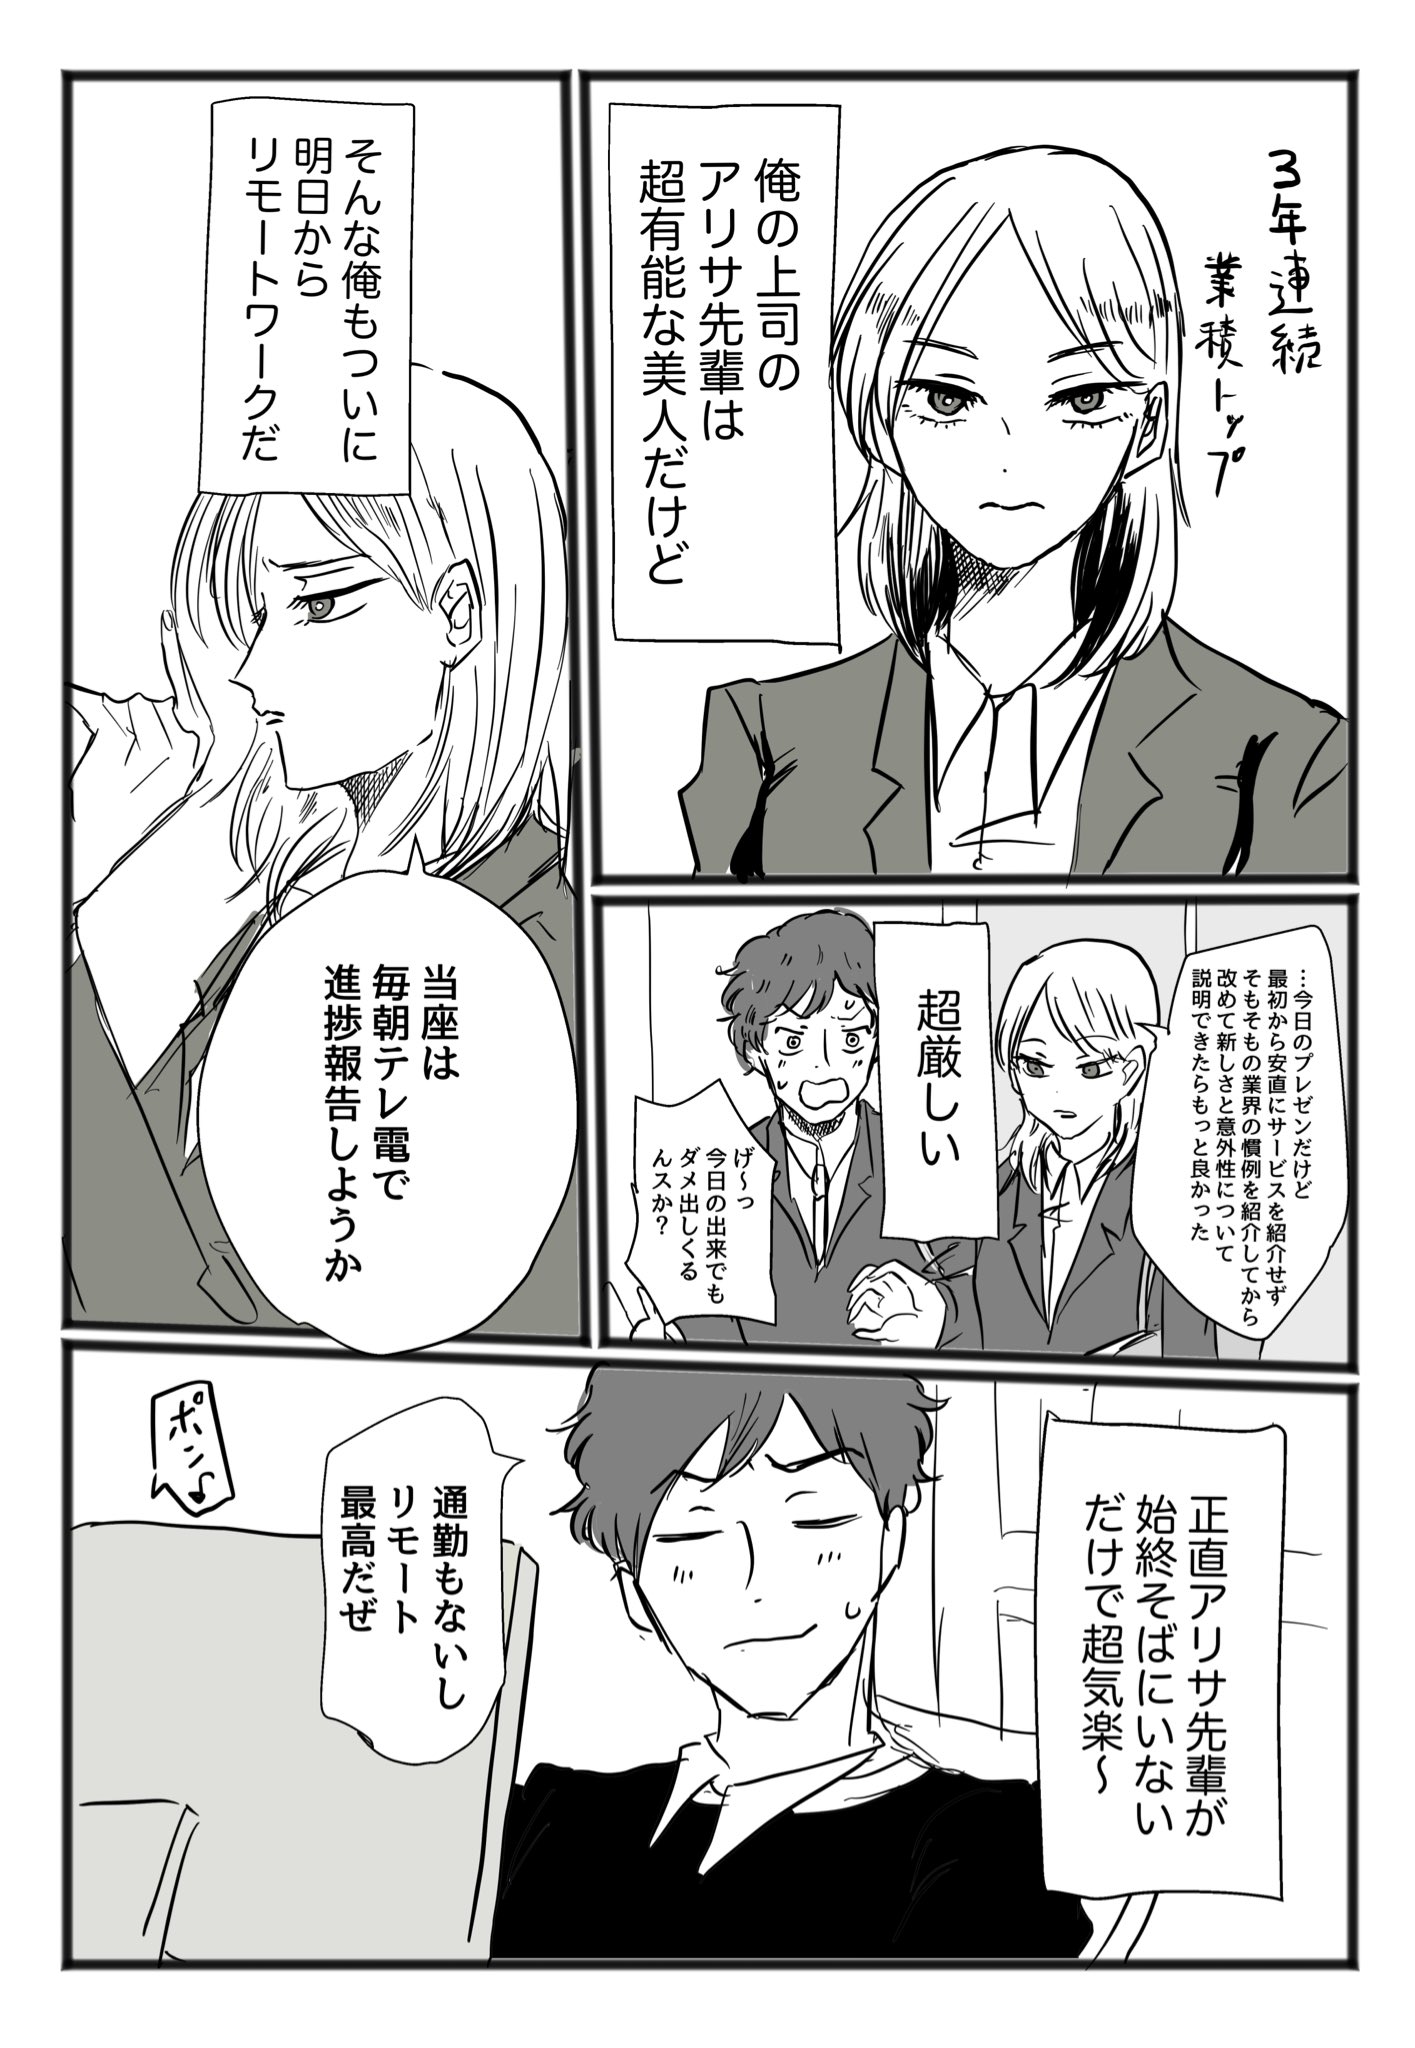 3年連続
業積トップ
俺の上司の
アリサ先輩は
超有能な美人だけど
…今日のプレゼンだけど
最初から安直にサービスを紹介せず
そもそもの業界の慣例を紹介してから
改めて新しさと意外性について
説明できたらもっと良かった
超厳しい
げ〜っ
今日の出来でも
ダメ出しくる
んスか?
そんな俺もついに
明日から
リモートワークだ
当座は
毎朝テレ電で
進捗報告しようか
正直アリサ先輩が
始終そばにいない
だけで超気楽〜
通勤もないし
リモート
最高だぜ
ポン♪